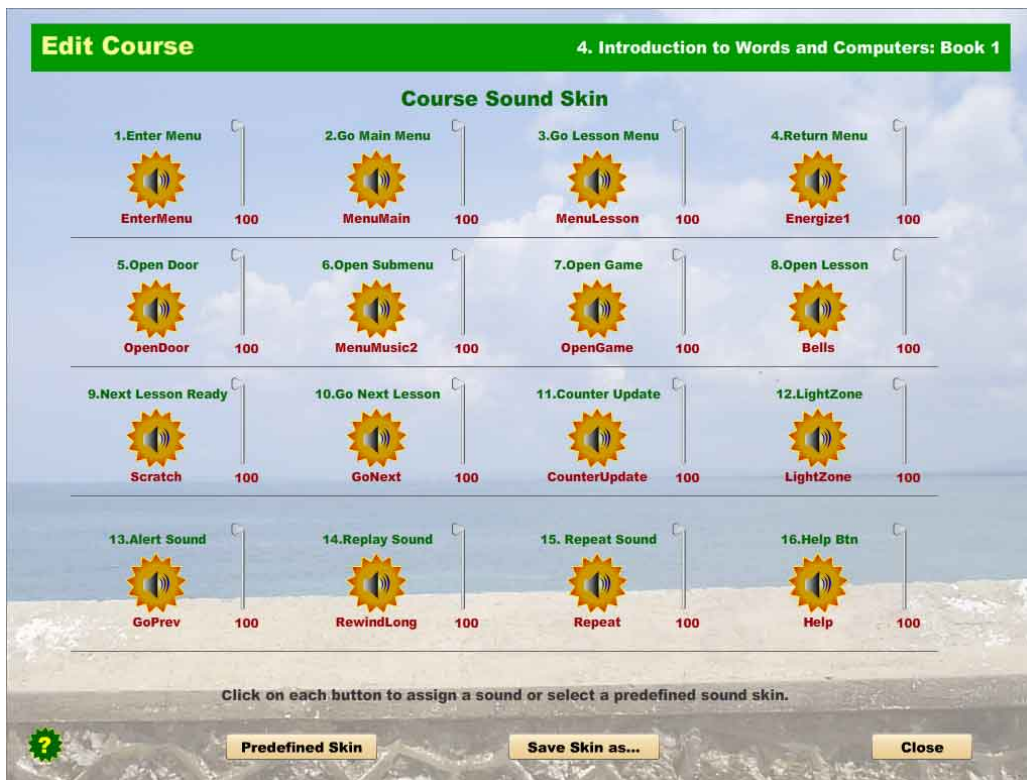 Edit Course
4. Introduction to Words and Computers: Book 1
Course Sound Skin
1.Enter Menu 2.Go Main Menu 3.Go Lesson Menu 4.Return Menu
EnterMenu 100 MenuMain 100 MenuLesson 100 Energize1 100
5.Open Door 6.Open Submenu 7.Open Game 8.Open Lesson
OpenDoor 100 MenuMusic2 100 OpenGame 100 Bells 100
9.Next Lesson Ready 10.Go Next Lesson 11.Counter Update 12.LightZone
Scratch 100 GoNext 100 CounterUpdate 100 LightZone 100
13.Alert Sound 14.Replay Sound 15. Repeat Sound 16.Help Btn
GoPrev 100 RewindLong 100 Repeat 100 Help 100
Click on each button to assign a sound or select a predefined sound skin.
? Predefined Skin Save Skin as... Close